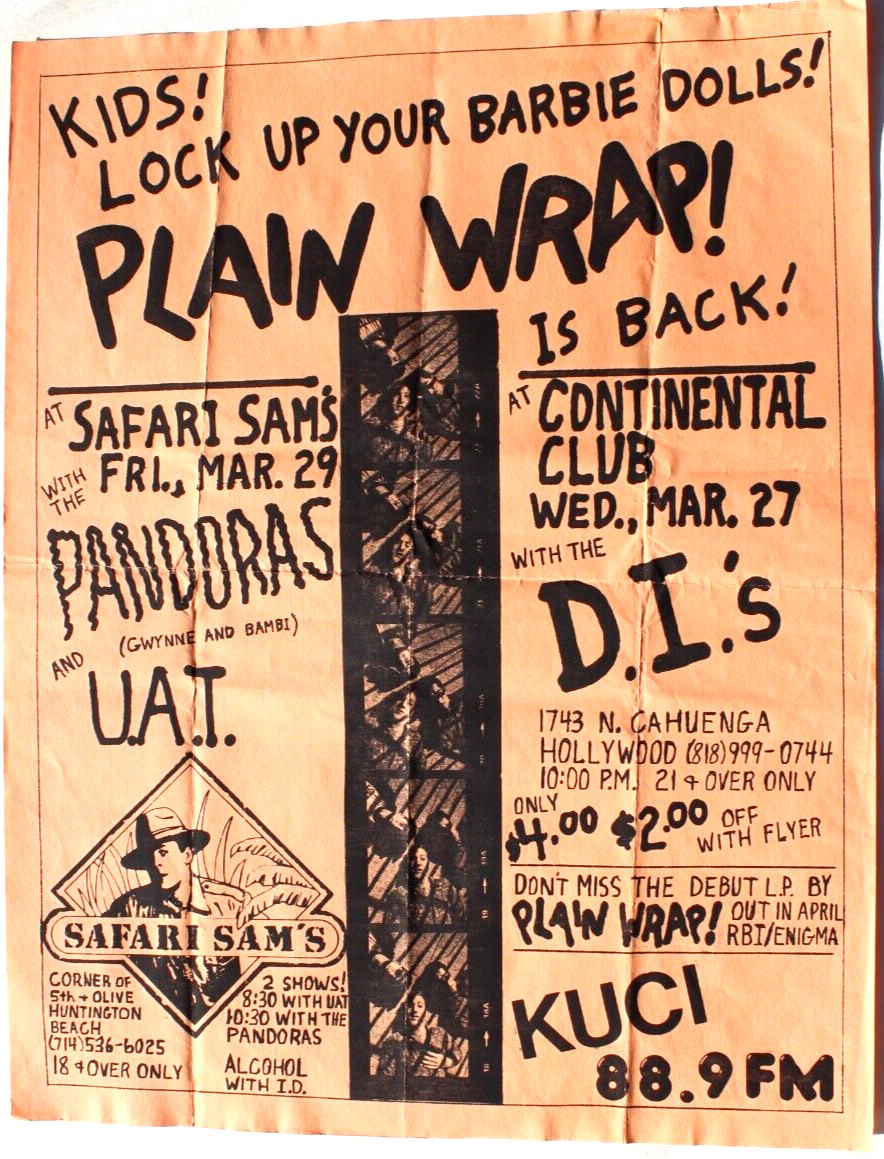 KIDS!
LOCK UP YOUR BARBIE DOLLS!
PLAIN WRAP!
IS BACK!
AT SAFARI SAM'S
FRI., MAR. 29
WITH THE
PANDORAS
(GWYNNE AND BAMBI)
AND
U.A.T.
SAFARI SAM'S
CORNER OF
5th + OLIVE
HUNTINGTON
BEACH
(714)536-6025
18 & OVER ONLY
2 SHOWS!
8:30 WITH UAT
10:30 WITH THE
PANDORAS
ALCOHOL
WITH I.D.
AT CONTINENTAL
CLUB
WED., MAR. 27
WITH THE
D.I.'s
1743 N. CAHUENGA
HOLLYWOOD (818)999-0744
10:00 P.M. 21 & OVER ONLY
ONLY
$4.00 $2.00 OFF
WITH FLYER
DON'T MISS THE DEBUT L.P. BY
PLAIN WRAP! OUT IN APRIL
RBI/ENIGMA
KUCI
88.9 FM